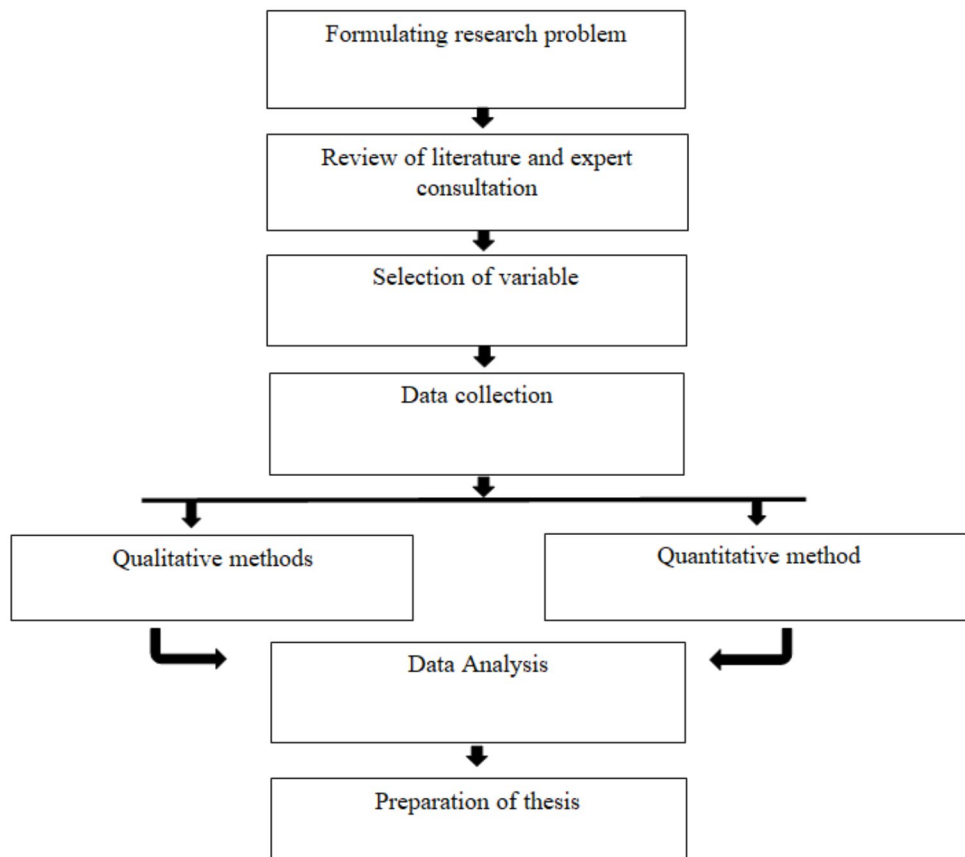 Formulating research problem
Review of literature and expert
consultation
Selection of variable
Data collection
Qualitative methods
Quantitative method
Data Analysis
Preparation of thesis